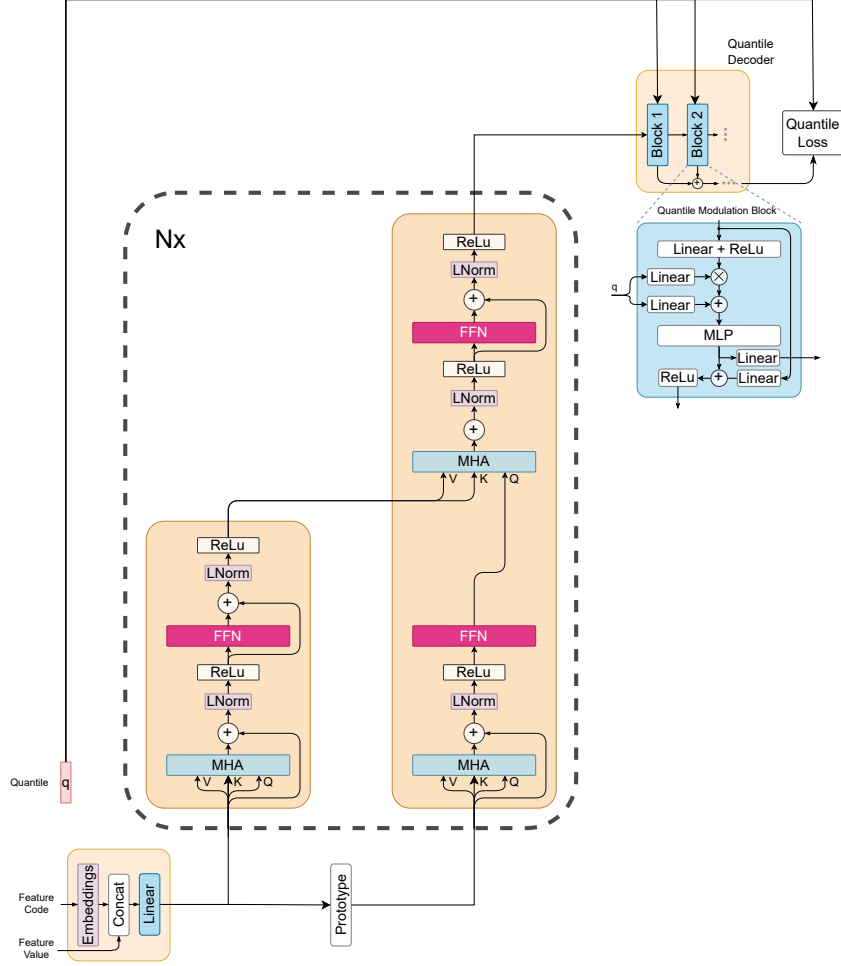 Quantile
Decoder
Block 1
Block 2
Quantile
Loss
Quantile Modulation Block
Linear + ReLu
q
Linear
Linear
MLP
Linear
ReLu
Linear
Nx
ReLu
LNorm
FFN
ReLu
LNorm
MHA
V K Q
ReLu
LNorm
FFN
ReLu
LNorm
MHA
V K Q
FFN
ReLu
LNorm
MHA
V K Q
Quantile
q
Feature
Code
Feature
Value
Embeddings
Concat
Linear
Prototype